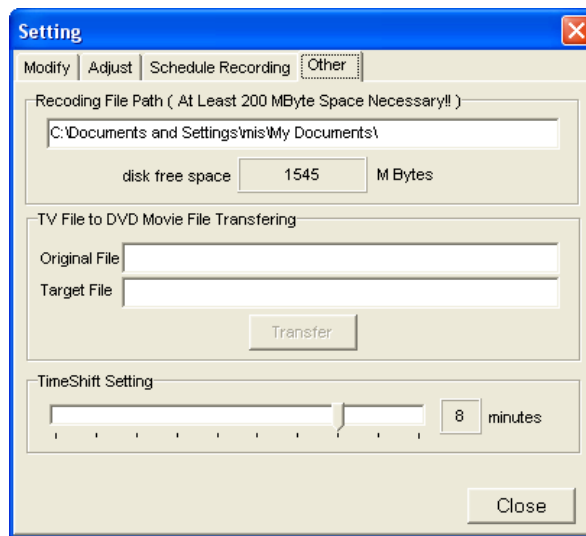 Setting
Modify Adjust Schedule Recording Other
Recoding File Path ( At Least 200 MByte Space Necessary!! )
C:\Documents and Settings\mis\My Documents\
disk free space 1545 M Bytes
TV File to DVD Movie File Transfering
Original File
Target File
Transfer
TimeShift Setting
8 minutes
Close